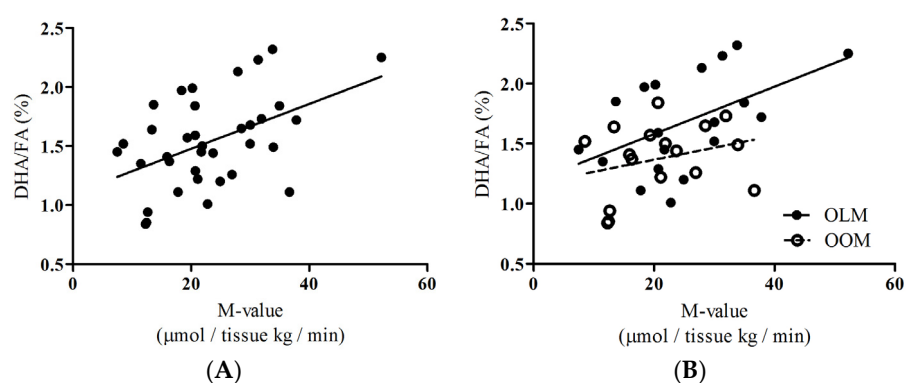 A)
B)
DHA/FA (%)
2.5
2.0
1.5
1.0
0.5
0
20
40
60
M-value
(μmol / tissue kg / min)
(A)
DHA/FA (%)
2.5
2.0
1.5
1.0
0.5
0
20
40
60
OLM
OOM
M-value
(μmol / tissue kg / min)
(B)